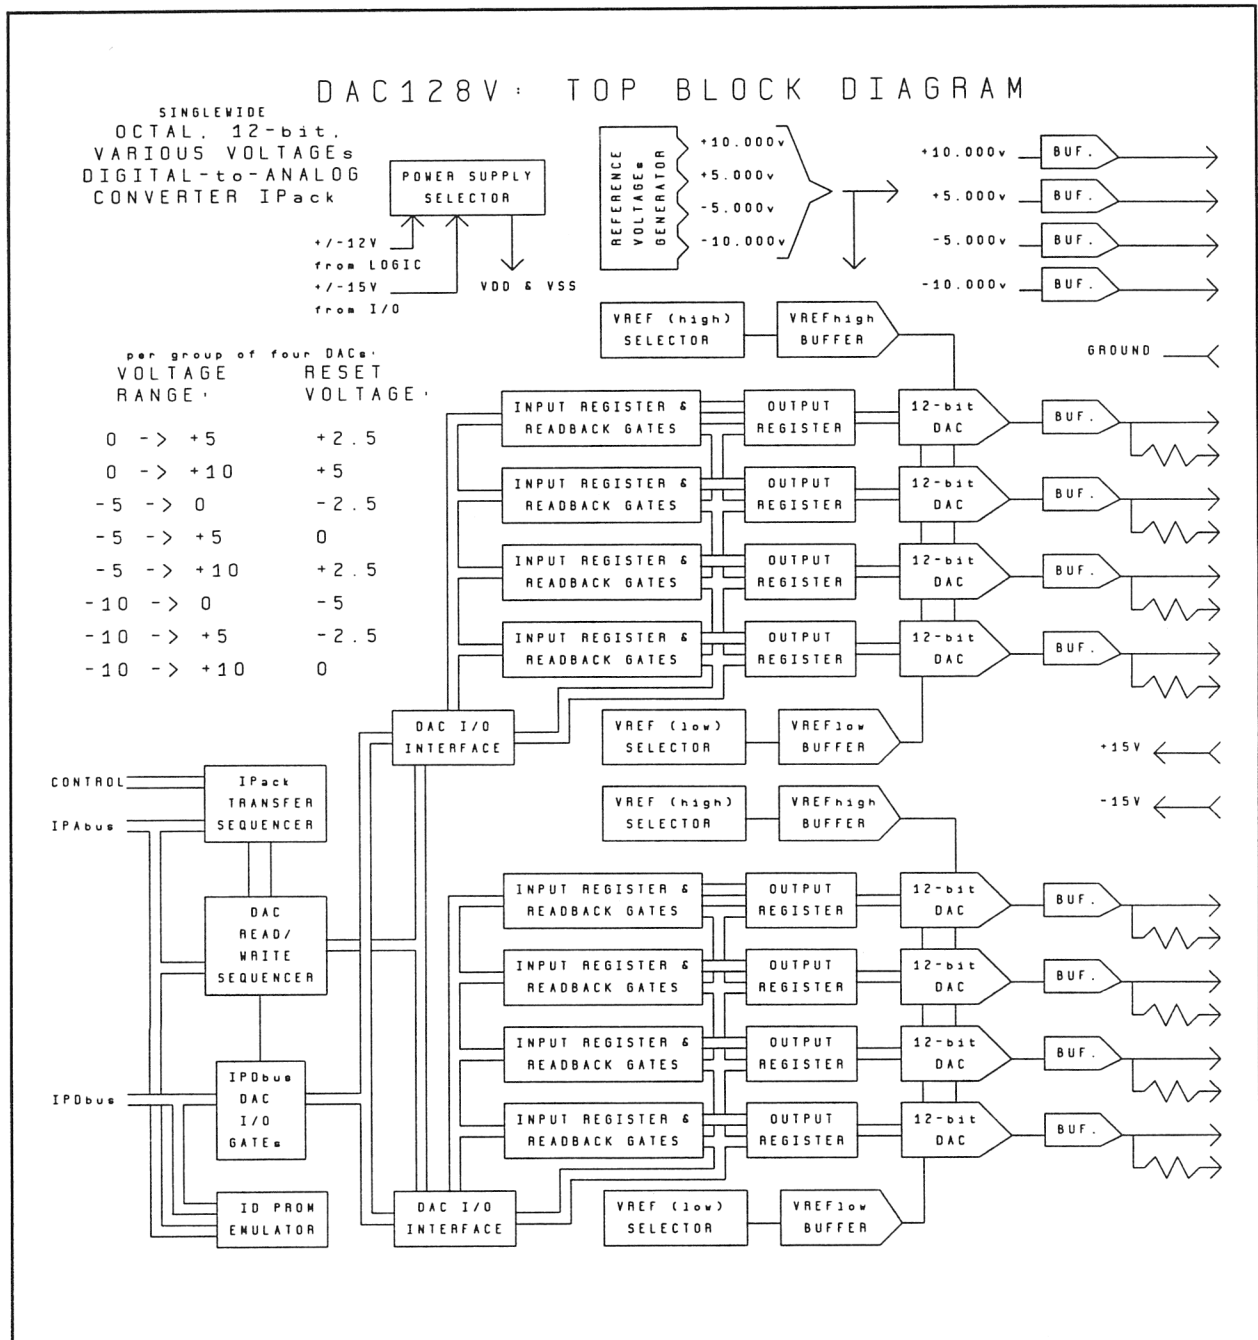 DAC128V: TOP BLOCK DIAGRAM
SINGLEWIDE
OCTAL, 12-bit,
VARIOUS VOLTAGEs
DIGITAL-to-ANALOG
CONVERTER IPack
POWER SUPPLY
SELECTOR
+/-12V
from LOGIC
+/-15V
from I/O
VDD & VSS
REFERENCE
VOLTAGEs
GENERATOR
+10.000v
+5.000v
-5.000v
-10.000v
+10.000v BUF.
+5.000v BUF.
-5.000v BUF.
-10.000v BUF.
GROUND
per group of four DACs:
VOLTAGE RESET
RANGE: VOLTAGE:
0 -> +5 +2.5
0 -> +10 +5
-5 -> 0 -2.5
-5 -> +5 0
-5 -> +10 +2.5
-10 -> 0 -5
-10 -> +5 -2.5
-10 -> +10 0
VREF (high) VREFhigh
SELECTOR BUFFER
INPUT REGISTER & OUTPUT 12-bit BUF.
READBACK GATES REGISTER DAC
INPUT REGISTER & OUTPUT 12-bit BUF.
READBACK GATES REGISTER DAC
INPUT REGISTER & OUTPUT 12-bit BUF.
READBACK GATES REGISTER DAC
INPUT REGISTER & OUTPUT 12-bit BUF.
READBACK GATES REGISTER DAC
DAC I/O
INTERFACE
VREF (low) VREFlow
SELECTOR BUFFER
+15V
-15V
CONTROL
IPAbus
IPack
TRANSFER
SEQUENCER
DAC
READ/
WRITE
SEQUENCER
IPDbus
IPDbus
DAC
I/O
GATEs
ID PROM
EMULATOR
VREF (high) VREFhigh
SELECTOR BUFFER
INPUT REGISTER & OUTPUT 12-bit BUF.
READBACK GATES REGISTER DAC
INPUT REGISTER & OUTPUT 12-bit BUF.
READBACK GATES REGISTER DAC
INPUT REGISTER & OUTPUT 12-bit BUF.
READBACK GATES REGISTER DAC
INPUT REGISTER & OUTPUT 12-bit BUF.
READBACK GATES REGISTER DAC
DAC I/O
INTERFACE
VREF (low) VREFlow
SELECTOR BUFFER